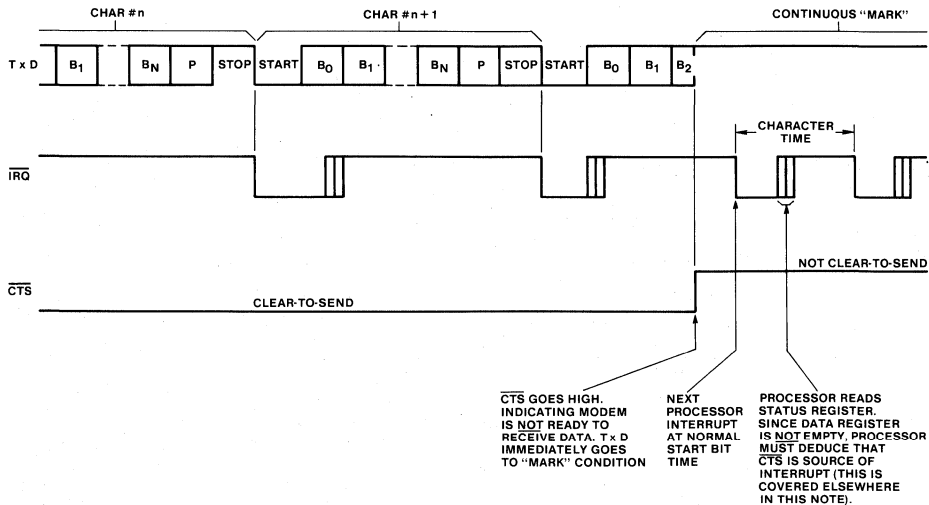 CHAR #n
CHAR #n + 1
CONTINUOUS "MARK"
T x D
B1
BN
P
STOP
START
B0
B1
BN
P
STOP
START
B0
B1
B2
CHARACTER
TIME
IRQ
NOT CLEAR-TO-SEND
CTS
CLEAR-TO-SEND
CTS GOES HIGH.
INDICATING MODEM
IS NOT READY TO
RECEIVE DATA. T x D
IMMEDIATELY GOES
TO "MARK" CONDITION
NEXT
PROCESSOR
INTERRUPT
AT NORMAL
START BIT
TIME
PROCESSOR READS
STATUS REGISTER.
SINCE DATA REGISTER
IS NOT EMPTY, PROCESSOR
MUST DEDUCE THAT
CTS IS SOURCE OF
INTERRUPT (THIS IS
COVERED ELSEWHERE
IN THIS NOTE).